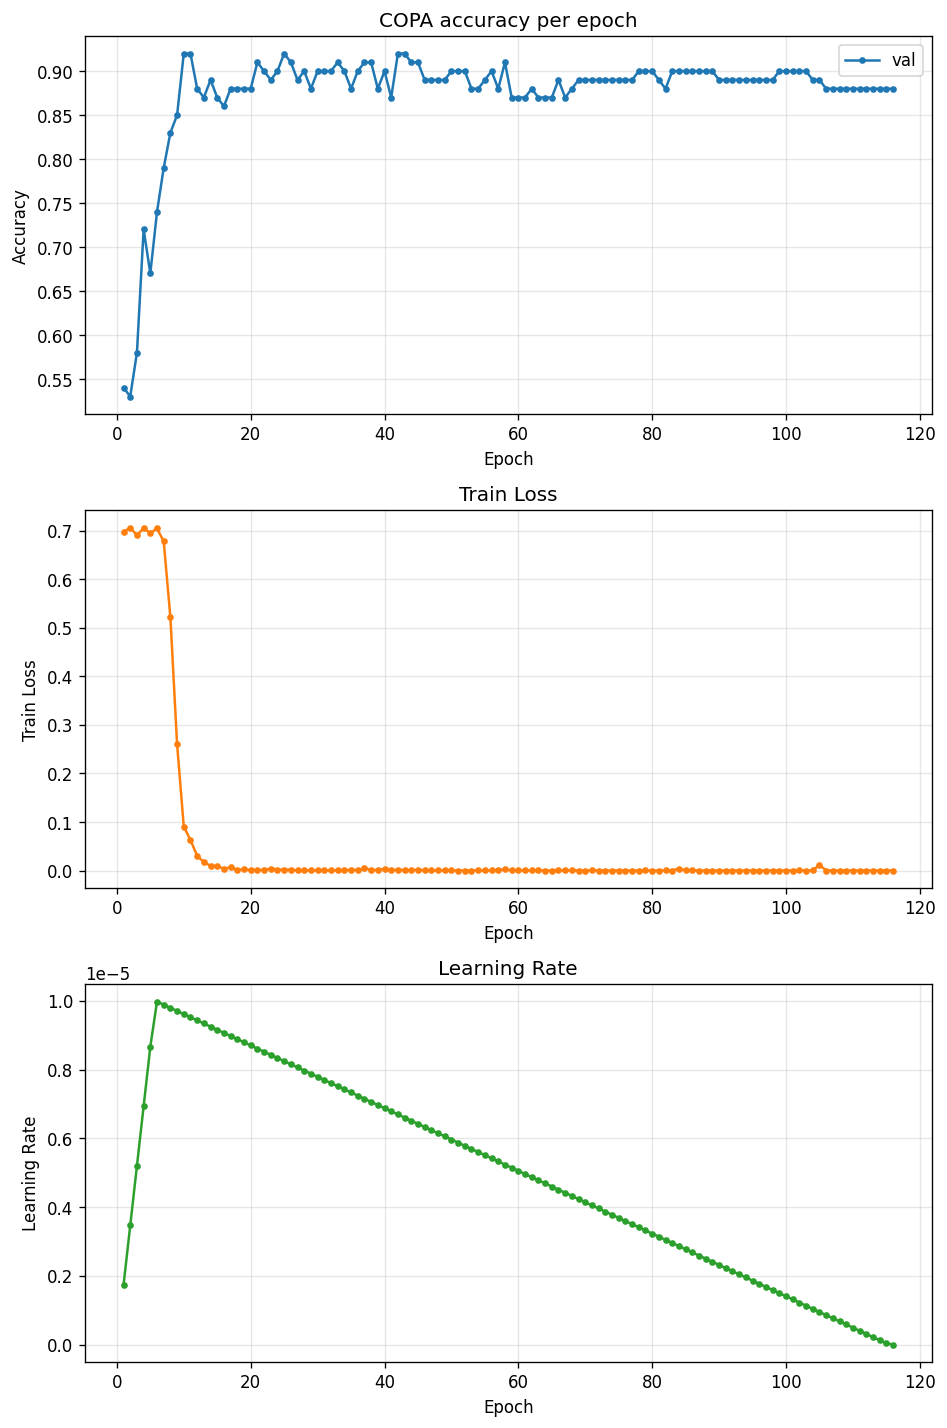 COPA accuracy per epoch
val
Accuracy
0.90
0.85
0.80
0.75
0.70
0.65
0.60
0.55
0 20 40 60 80 100 120
Epoch
Train Loss
Train Loss
0.7
0.6
0.5
0.4
0.3
0.2
0.1
0.0
0 20 40 60 80 100 120
Epoch
Learning Rate
1e−5
Learning Rate
1.0
0.8
0.6
0.4
0.2
0.0
0 20 40 60 80 100 120
Epoch